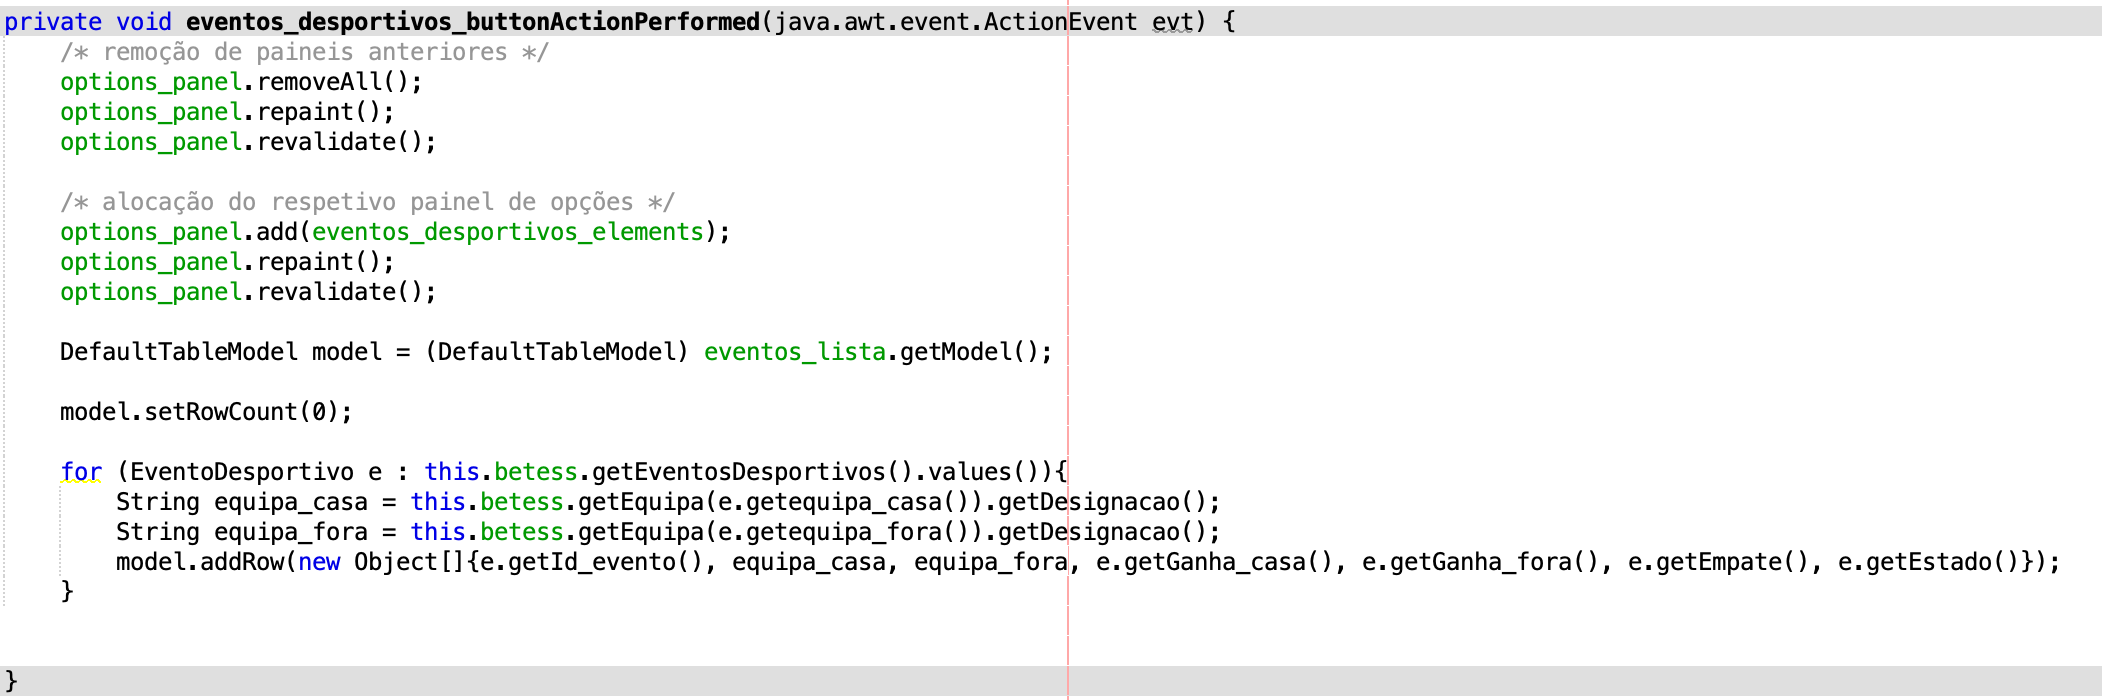 private void eventos_desportivos_buttonActionPerformed(java.awt.event.ActionEvent evt) {
    /* remoção de paineis anteriores */
    options_panel.removeAll();
    options_panel.repaint();
    options_panel.revalidate();

    /* alocação do respetivo painel de opções */
    options_panel.add(eventos_desportivos_elements);
    options_panel.repaint();
    options_panel.revalidate();

    DefaultTableModel model = (DefaultTableModel) eventos_lista.getModel();

    model.setRowCount(0);

    for (EventoDesportivo e : this.betess.getEventosDesportivos().values()){
        String equipa_casa = this.betess.getEquipa(e.getequipa_casa()).getDesignacao();
        String equipa_fora = this.betess.getEquipa(e.getequipa_fora()).getDesignacao();
        model.addRow(new Object[]{e.getId_evento(), equipa_casa, equipa_fora, e.getGanha_casa(), e.getGanha_fora(), e.getEmpate(), e.getEstado()});
    }

}